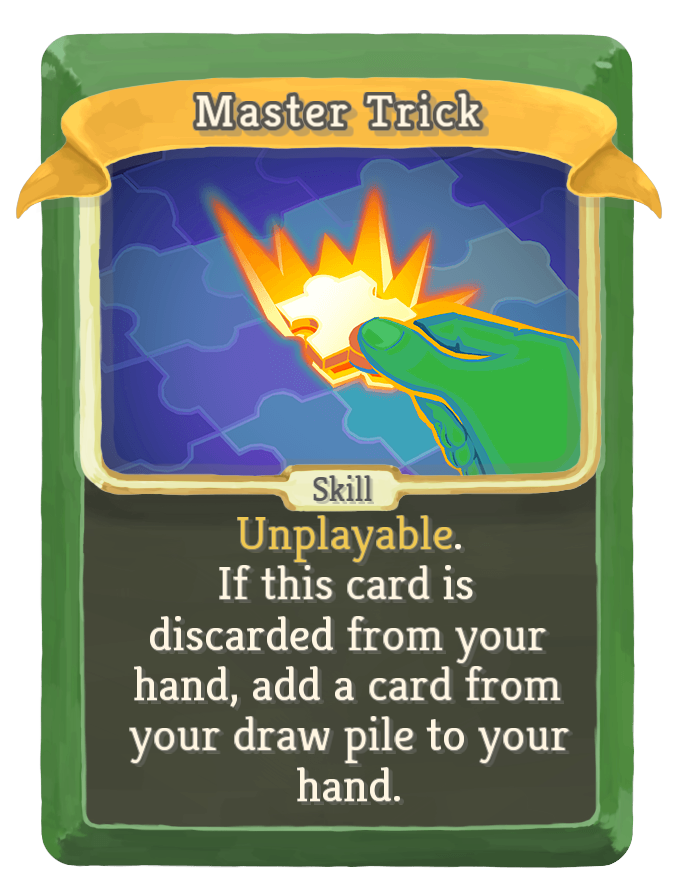 Master Trick
Skill
Unplayable.
If this card is
discarded from your
hand, add a card from
your draw pile to your
hand.